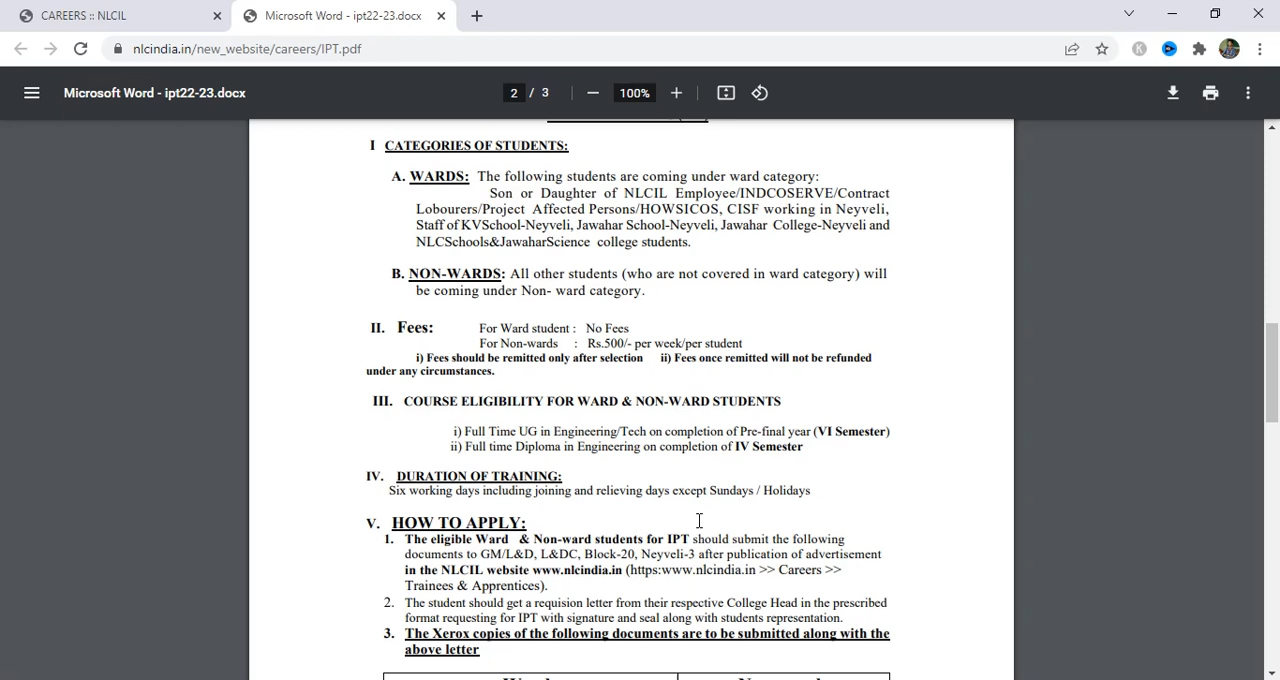 CAREERS :: NLCIL
Microsoft Word - ipt22-23.docx
nlcindia.in/new_website/careers/IPT.pdf
K
Microsoft Word - ipt22-23.docx
2 / 3
100%
I CATEGORIES OF STUDENTS:
A. WARDS: The following students are coming under ward category:
Son or Daughter of NLCIL Employee/INDCOSERVE/Contract
Lobourers/Project Affected Persons/HOWSICOS, CISF working in Neyveli,
Staff of KVSchool-Neyveli, Jawahar School-Neyveli, Jawahar College-Neyveli and
NLCSchools&JawaharScience college students.
B. NON-WARDS: All other students (who are not covered in ward category) will
be coming under Non- ward category.
II. Fees: For Ward student : No Fees
For Non-wards : Rs.500/- per week/per student
i) Fees should be remitted only after selection ii) Fees once remitted will not be refunded
under any circumstances.
III. COURSE ELIGIBILITY FOR WARD & NON-WARD STUDENTS
i) Full Time UG in Engineering/Tech on completion of Pre-final year (VI Semester)
ii) Full time Diploma in Engineering on completion of IV Semester
IV. DURATION OF TRAINING:
Six working days including joining and relieving days except Sundays / Holidays
V. HOW TO APPLY:
1. The eligible Ward & Non-ward students for IPT should submit the following
documents to GM/L&D, L&DC, Block-20, Neyveli-3 after publication of advertisement
in the NLCIL website www.nlcindia.in (https:www.nlcindia.in >> Careers >>
Trainees & Apprentices).
2. The student should get a requision letter from their respective College Head in the prescribed
format requesting for IPT with signature and seal along with students representation.
3. The Xerox copies of the following documents are to be submitted along with the
above letter